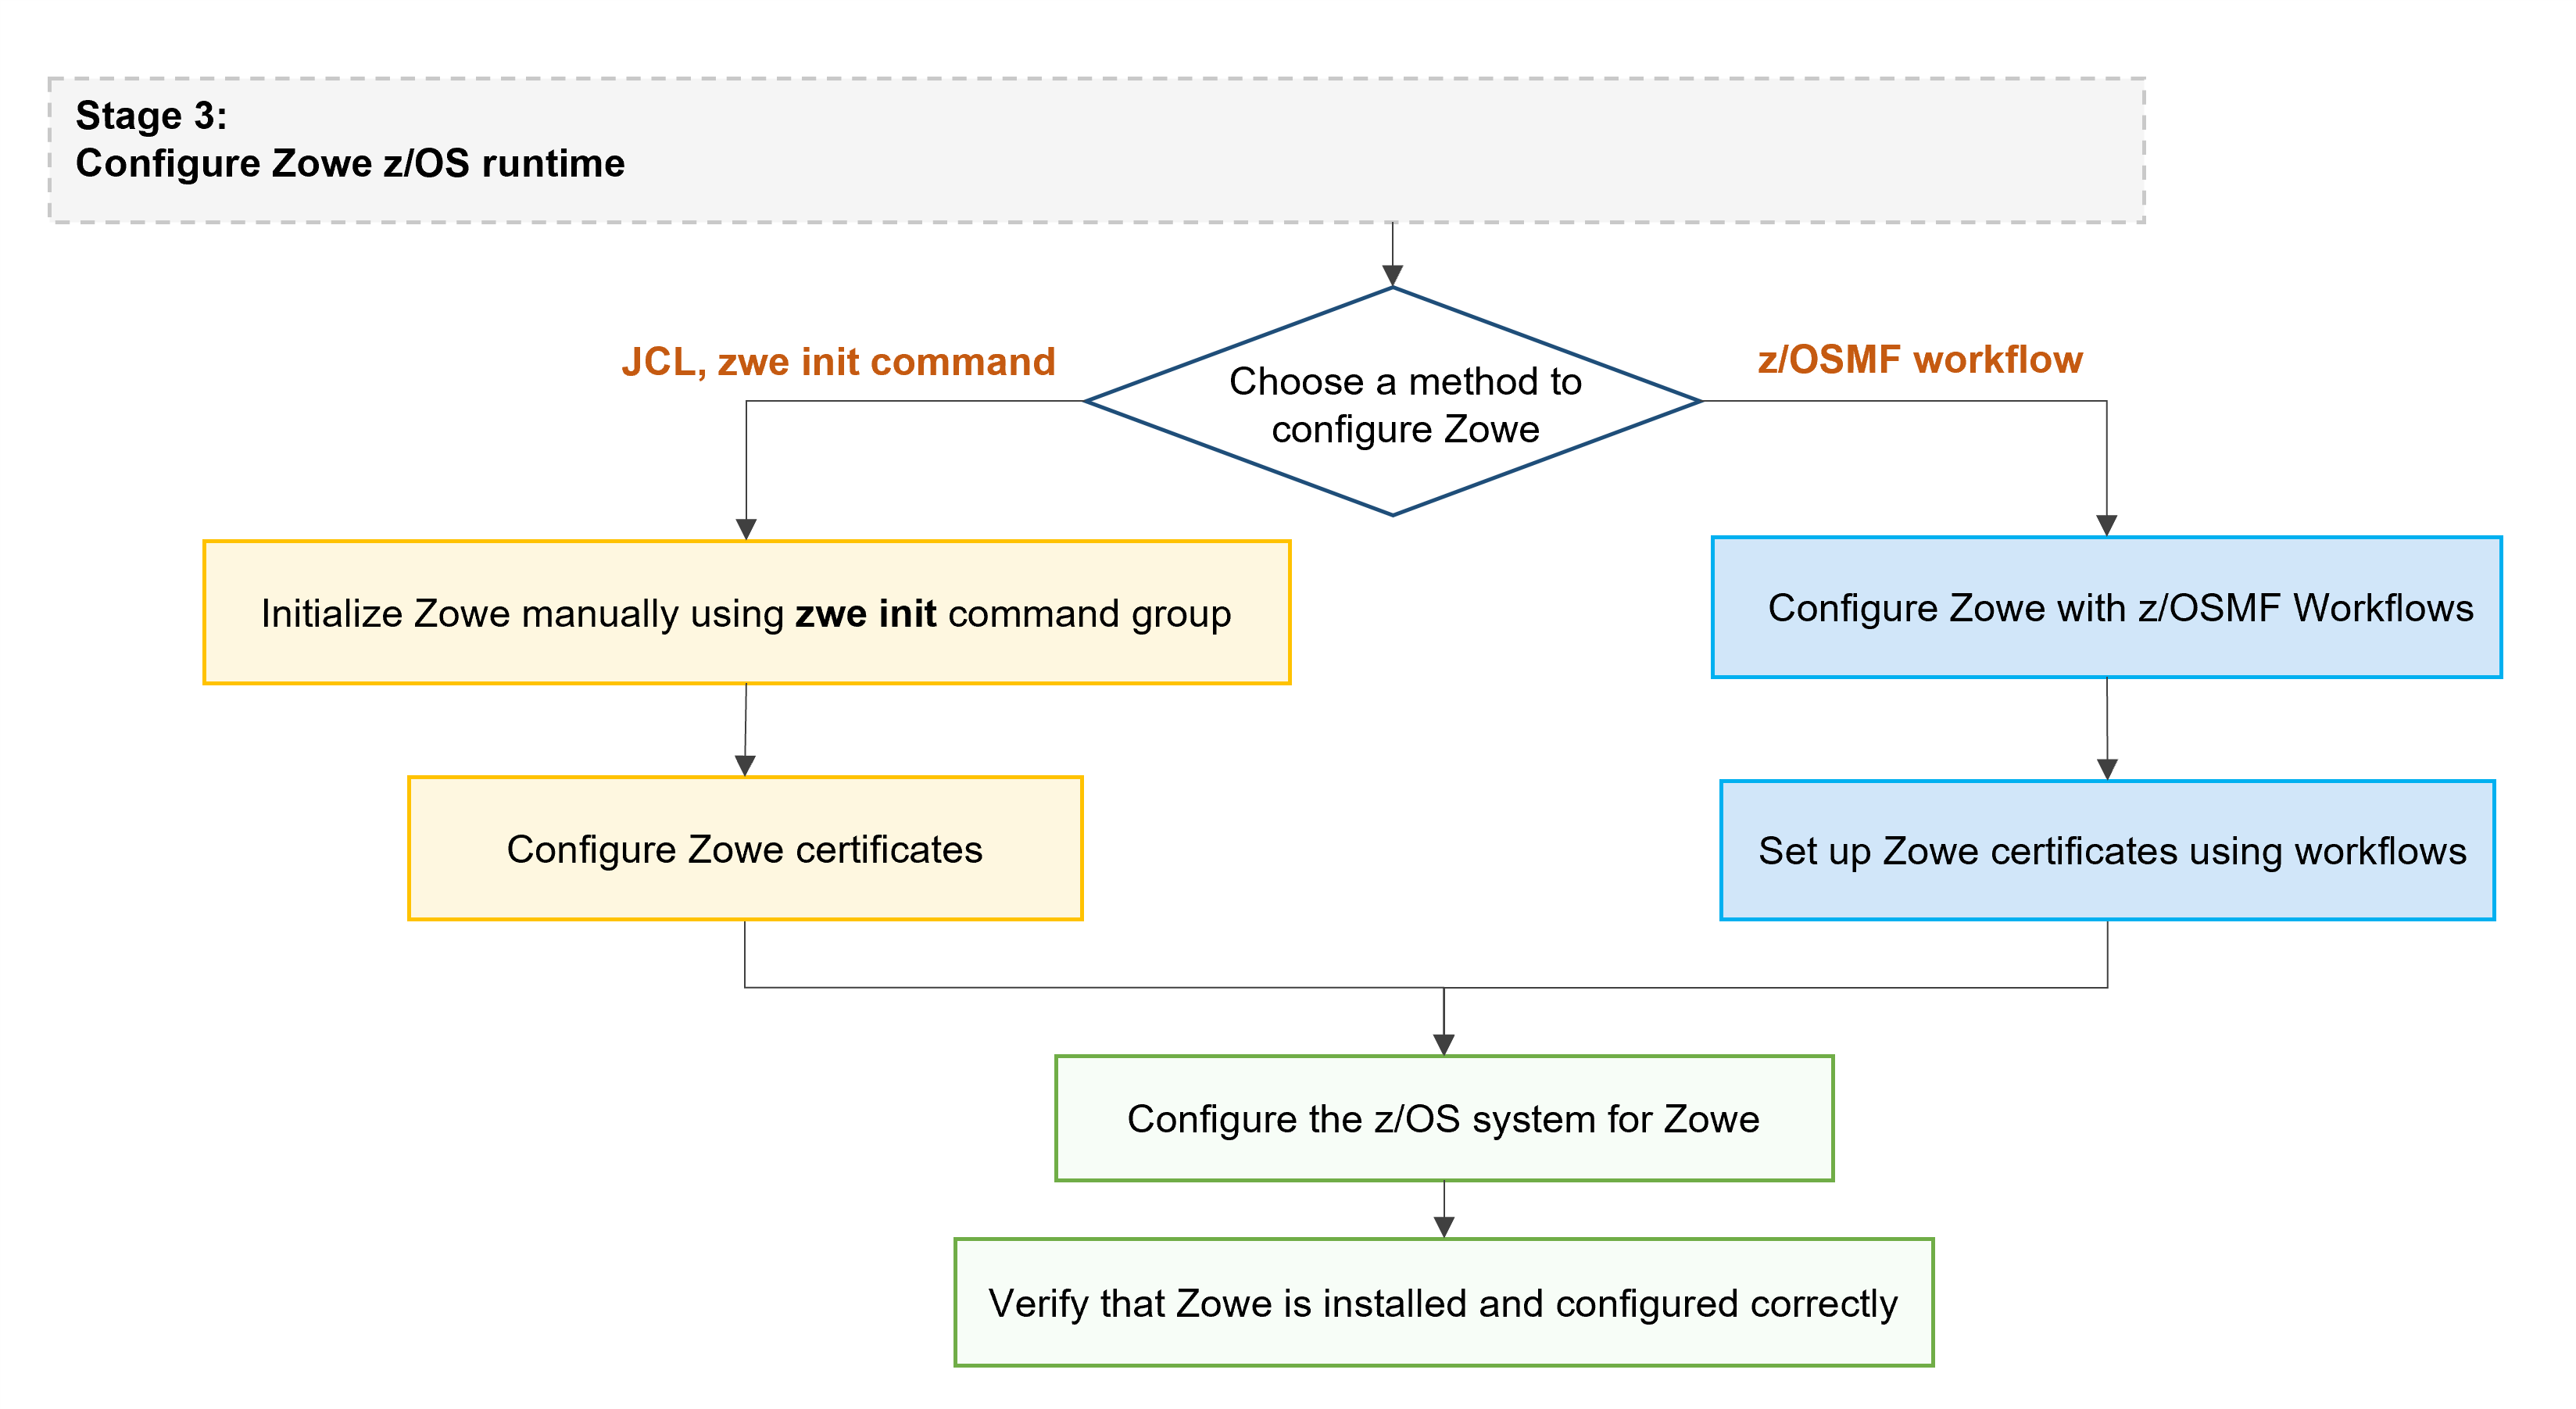 Stage 3:
Configure Zowe z/OS runtime
JCL, zwe init command
z/OSMF workflow
Choose a method to
configure Zowe
Initialize Zowe manually using zwe init command group
Configure Zowe with z/OSMF Workflows
Configure Zowe certificates
Set up Zowe certificates using workflows
Configure the z/OS system for Zowe
Verify that Zowe is installed and configured correctly